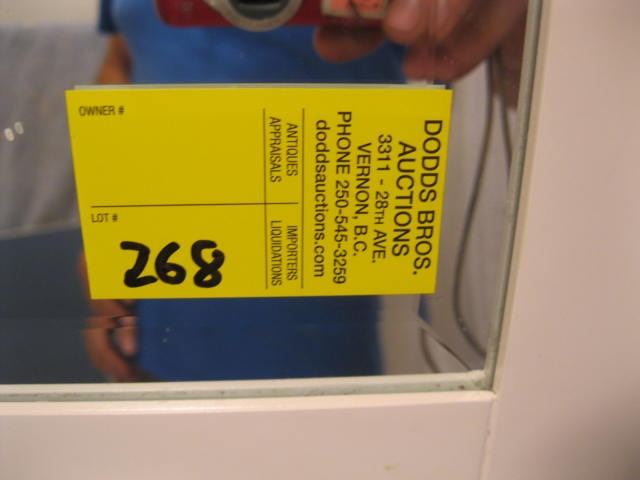 DODDS BROS.
AUCTIONS
3311 - 28TH AVE.
VERNON, B.C.
PHONE 250-545-3259
doddsauctions.com
ANTIQUES
APPRAISALS
IMPORTERS
LIQUIDATIONS
OWNER #
LOT #
268